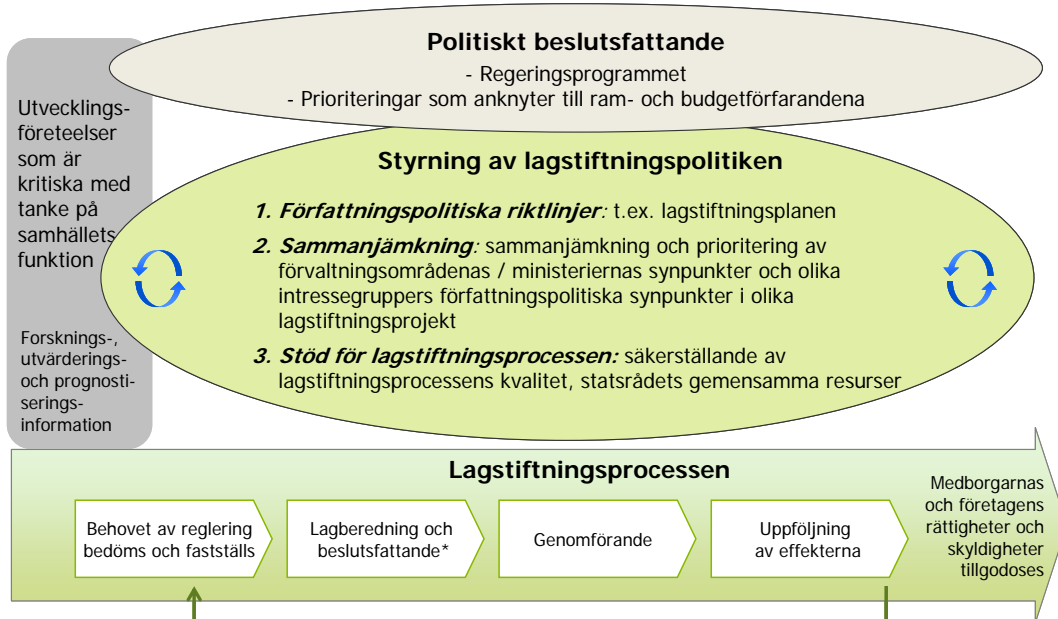 Politiskt beslutsfattande
- Regeringsprogrammet
- Prioriteringar som anknyter till ram- och budgetförfarandena
Utvecklings-
företeelser
som är
kritiska med
tanke på
samhällets
funktion
Forsknings-,
utvärderings-
och prognosti-
serings-
information
Styrning av lagstiftningspolitiken
1. Författningspolitiska riktlinjer: t.ex. lagstiftningsplanen
2. Sammanjämkning: sammanjämkning och prioritering av
förvaltningsområdenas / ministeriernas synpunkter och olika
intressegruppers författningspolitiska synpunkter i olika
lagstiftningsprojekt
3. Stöd för lagstiftningsprocessen: säkerställande av
lagstiftningsprocessens kvalitet, statsrådets gemensamma resurser
Lagstiftningsprocessen
Behovet av reglering
bedöms och fastställs
Lagberedning och
beslutsfattande*
Genomförande
Uppföljning
av effekterna
Medborgarnas
och företagens
rättigheter och
skyldigheter
tillgodoses